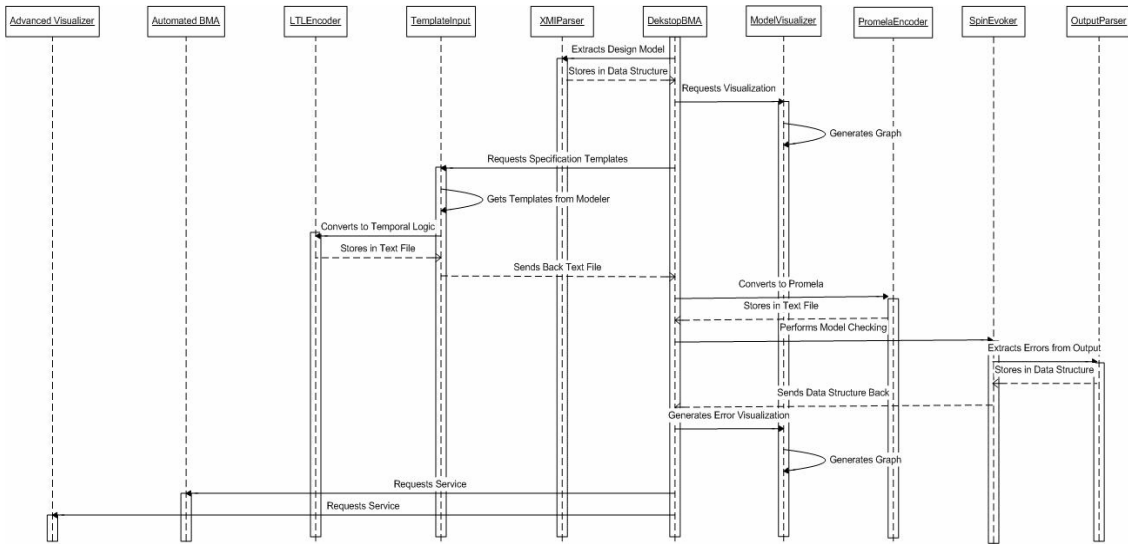 Advanced Visualizer
Automated BMA
LTLEncoder
TemplateInput
XMIParser
DekstopBMA
ModelVisualizer
PromelaEncoder
SpinEvoker
OutputParser
Extracts Design Model
Stores in Data Structure
Requests Visualization
Generates Graph
Requests Specification Templates
Gets Templates from Modeler
Converts to Temporal Logic
Stores in Text File
Sends Back Text File
Converts to Promela
Stores in Text File
Performs Model Checking
Extracts Errors from Output
Stores in Data Structure
Sends Data Structure Back
Generates Error Visualization
Generates Graph
Requests Service
Requests Service